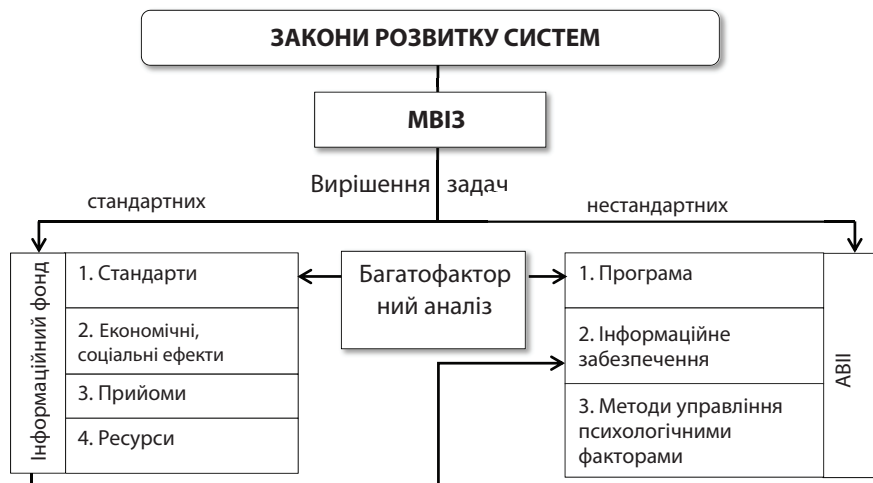 ЗАКОНИ РОЗВИТКУ СИСТЕМ
МВІЗ
Вирішення задач
стандартних
нестандартних
Інформаційний фонд
1. Стандарти
2. Економічні,
соціальні ефекти
3. Прийоми
4. Ресурси
Багатофактор
ний аналіз
1. Програма
2. Інформаційне
забезпечення
3. Методи управління
психологічними
факторами
АВІІ